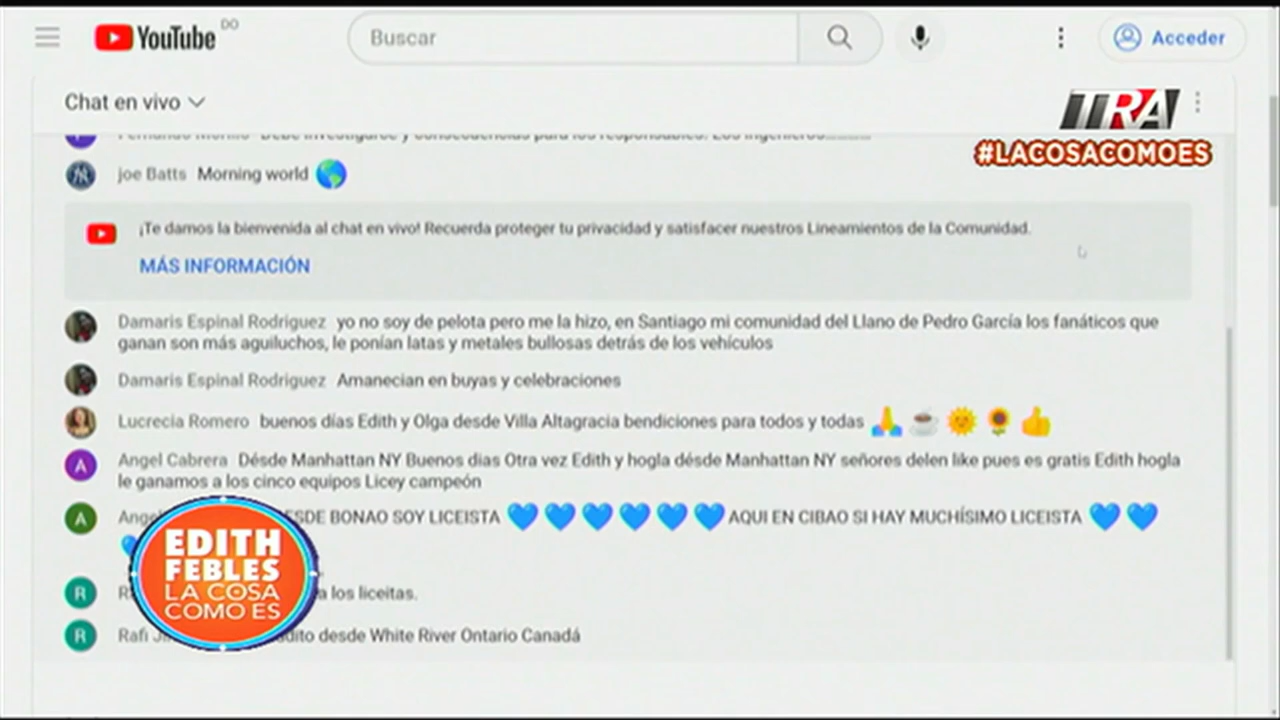 YouTube DO
Buscar
Acceder
Chat en vivo
TRA
#LACOSACOMOES
joe Batts Morning world
¡Te damos la bienvenida al chat en vivo! Recuerda proteger tu privacidad y satisfacer nuestros Lineamientos de la Comunidad.
MÁS INFORMACIÓN
Damaris Espinal Rodriguez yo no soy de pelota pero me la hizo, en Santiago mi comunidad del Llano de Pedro García los fanáticos que
ganan son más aguiluchos, le ponían latas y metales bullosas detrás de los vehículos
Damaris Espinal Rodriguez Amanecian en buyas y celebraciones
Lucrecia Romero buenos días Edith y Olga desde Villa Altagracia bendiciones para todos y todas 🙏 ☕ 🌞 🌻 👍
A
Angel Cabrera Désde Manhattan NY Buenos dias Otra vez Edith y hogla désde Manhattan NY señores delen like pues es gratis Edith hogla
le ganamos a los cinco equipos Licey campeón
A
BONAO SOY LICEISTA 💙💙💙💙💙💙 AQUI EN CIBAO SI HAY MUCHÍSIMO LICEISTA 💙💙
R
a los liceitas.
R
Rafi desde White River Ontario Canadá
EDITH
FEBLES
LA COSA
COMO ES